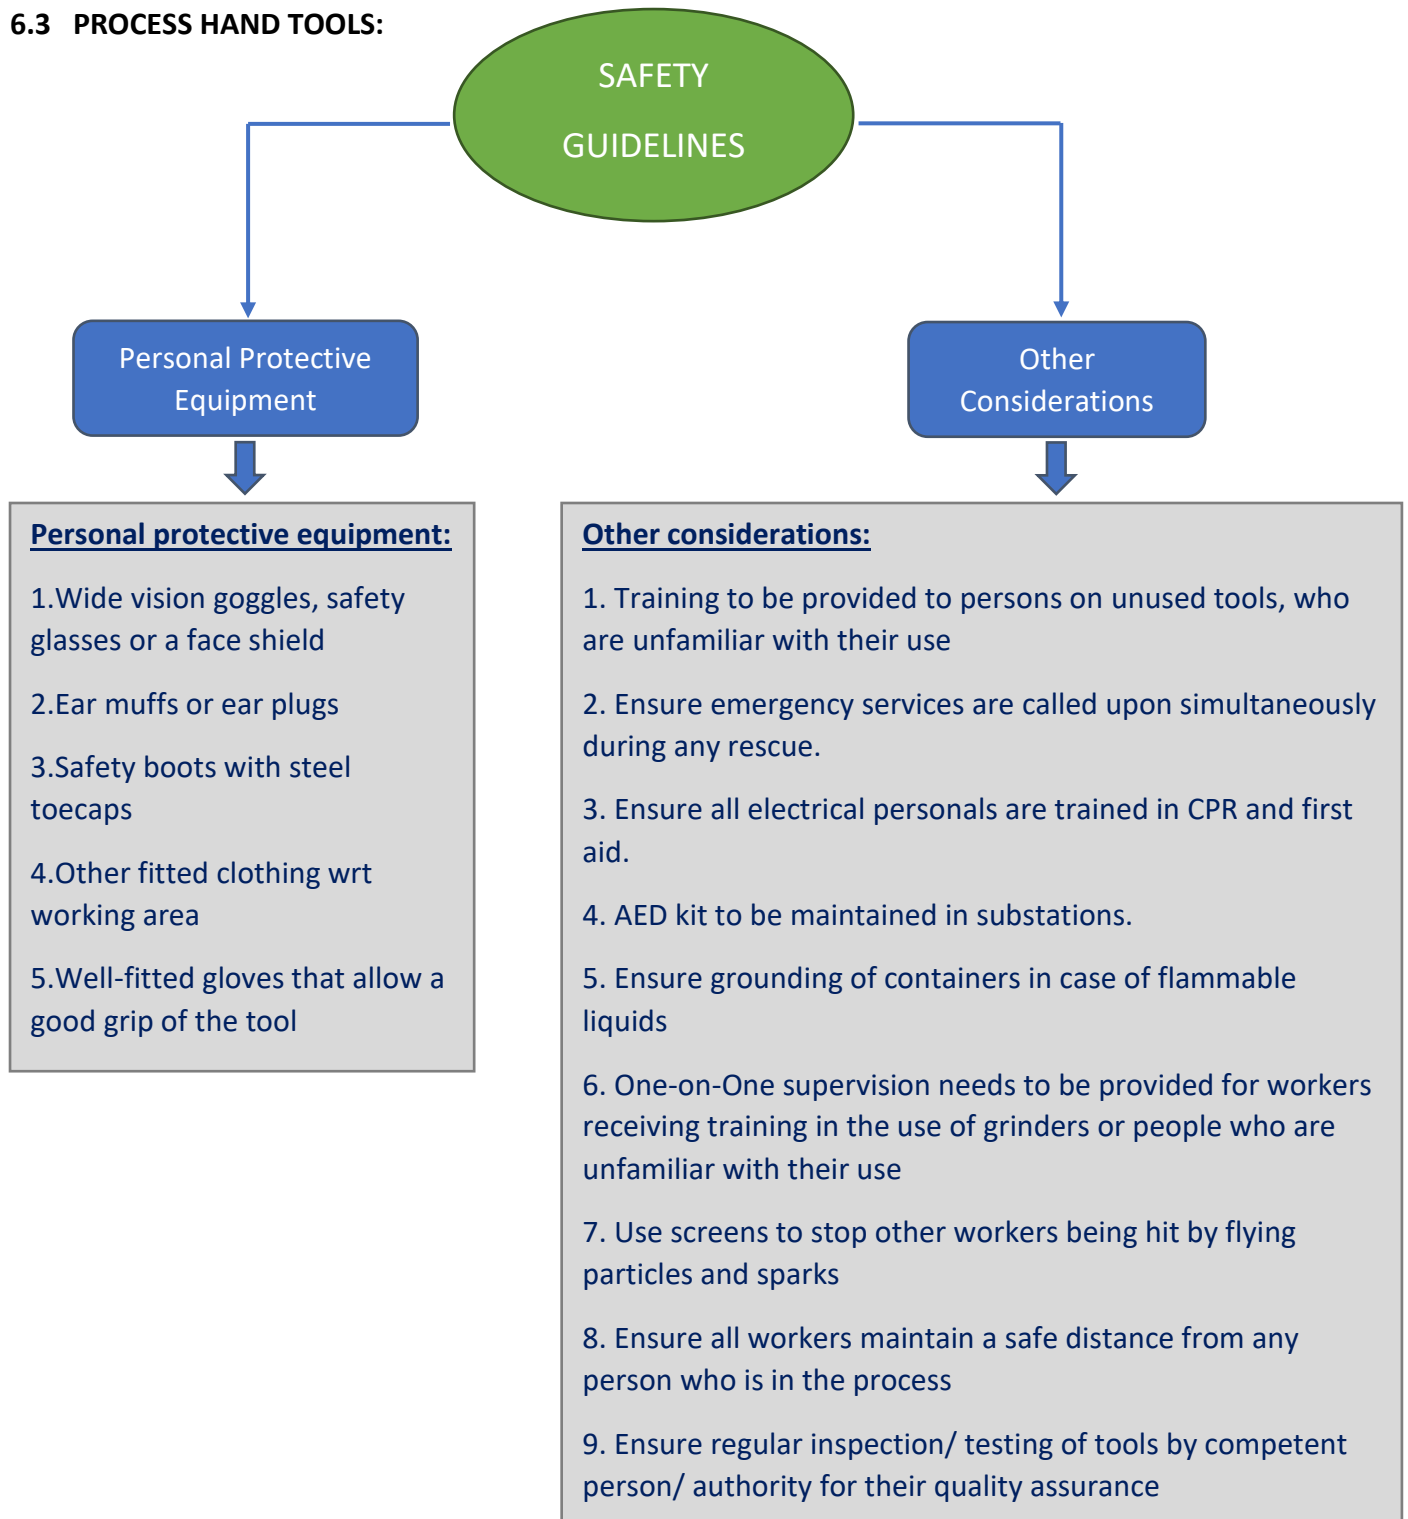 6.3 PROCESS HAND TOOLS:
SAFETY
GUIDELINES
Personal Protective
Equipment
Other
Considerations
Personal protective equipment:
1.Wide vision goggles, safety
glasses or a face shield
2.Ear muffs or ear plugs
3.Safety boots with steel
toecaps
4.Other fitted clothing wrt
working area
5.Well-fitted gloves that allow a
good grip of the tool
Other considerations:
1. Training to be provided to persons on unused tools, who
are unfamiliar with their use
2. Ensure emergency services are called upon simultaneously
during any rescue.
3. Ensure all electrical personals are trained in CPR and first
aid.
4. AED kit to be maintained in substations.
5. Ensure grounding of containers in case of flammable
liquids
6. One-on-One supervision needs to be provided for workers
receiving training in the use of grinders or people who are
unfamiliar with their use
7. Use screens to stop other workers being hit by flying
particles and sparks
8. Ensure all workers maintain a safe distance from any
person who is in the process
9. Ensure regular inspection/ testing of tools by competent
person/ authority for their quality assurance